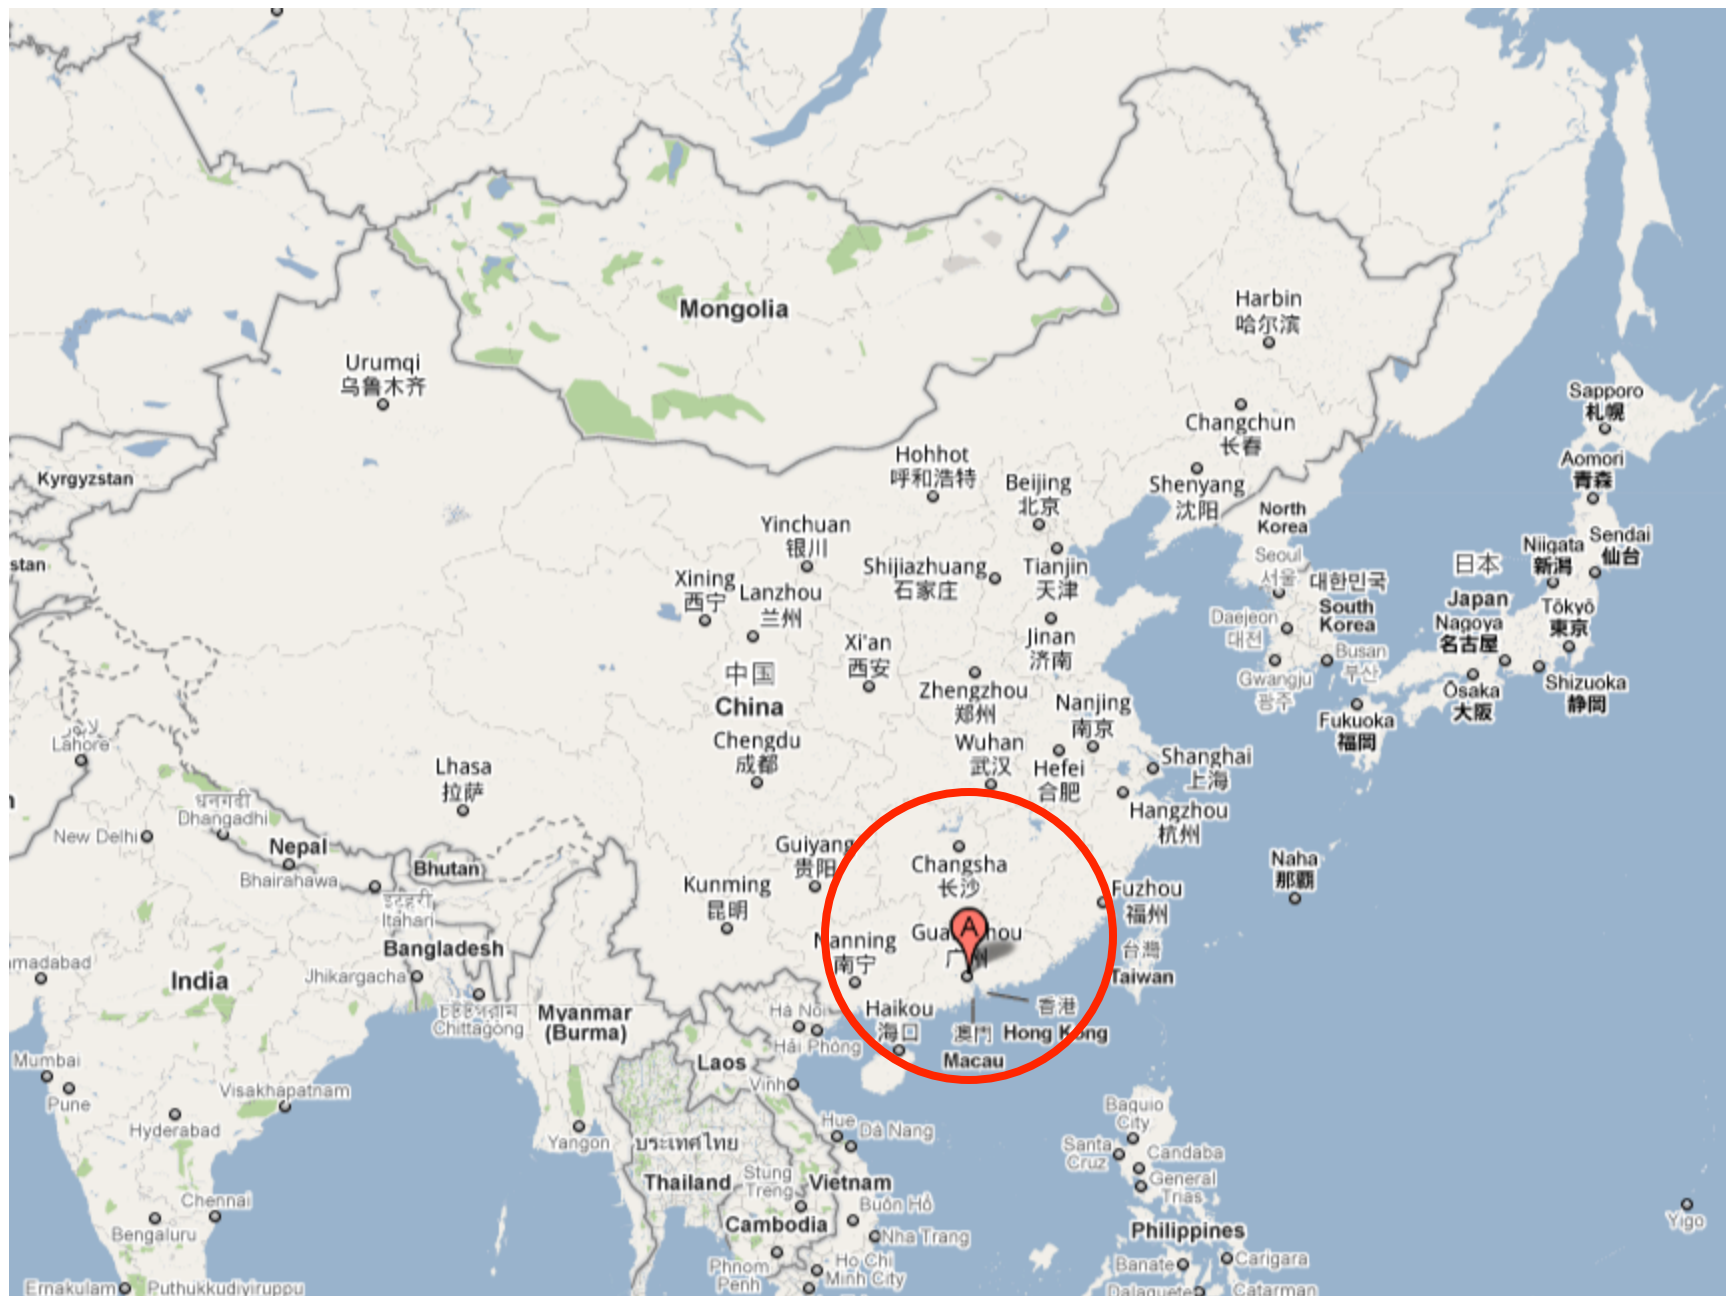 Mongolia
Harbin
哈尔滨
Urumqi
乌鲁木齐
Changchun
长春
Sapporo
札幌
Hohhot
呼和浩特
Beijing
北京
Shenyang
沈阳
Aomori
青森
Kyrgyzstan
North
Korea
Yinchuan
银川
Shijiazhuang
石家庄
Tianjin
天津
Seoul
서울
대한민국
South
Korea
日本
Japan
Niigata
新潟
Sendai
仙台
stan
Xining
西宁
Lanzhou
兰州
Jinan
济南
Daejeon
대전
Nagoya
名古屋
Tōkyō
東京
Xi'an
西安
中国
China
Zhengzhou
郑州
Nanjing
南京
Gwangju
광주
Busan
부산
Ōsaka
大阪
Shizuoka
静岡
Fukuoka
福岡
Lahore
Chengdu
成都
Wuhan
武汉
Hefei
合肥
Shanghai
上海
Lhasa
拉萨
Hangzhou
杭州
धनगढी
Dhangadhi
New Delhi
Nepal
Bhairahawa
Bhutan
Guiyang
贵阳
Changsha
长沙
Naha
那覇
Kunming
昆明
Fuzhou
福州
Itahari
Bangladesh
Nanning
南宁
A
台灣
Taiwan
madabad
India
Jhikargacha
Chittagong
Myanmar
(Burma)
Hà Nội
Hải Phòng
Haikou
海口
澳門
Macau
香港
Hong Kong
Laos
Vinh
Mumbai
Pune
Visakhapatnam
Hyderabad
Yangon
Hue
Đà Nang
Baguio
City
Santa
Cruz
Candaba
General
Trias
Thailand
Stung
Treng
Vietnam
Buôn Hồ
Chennai
Bengaluru
Cambodia
Nha Trang
Philippines
Yigo
Phnom
Penh
Ho Chi
Minh City
Banate
Carigara
Ernakulam
Puthukkudiyiruppu
Catarman